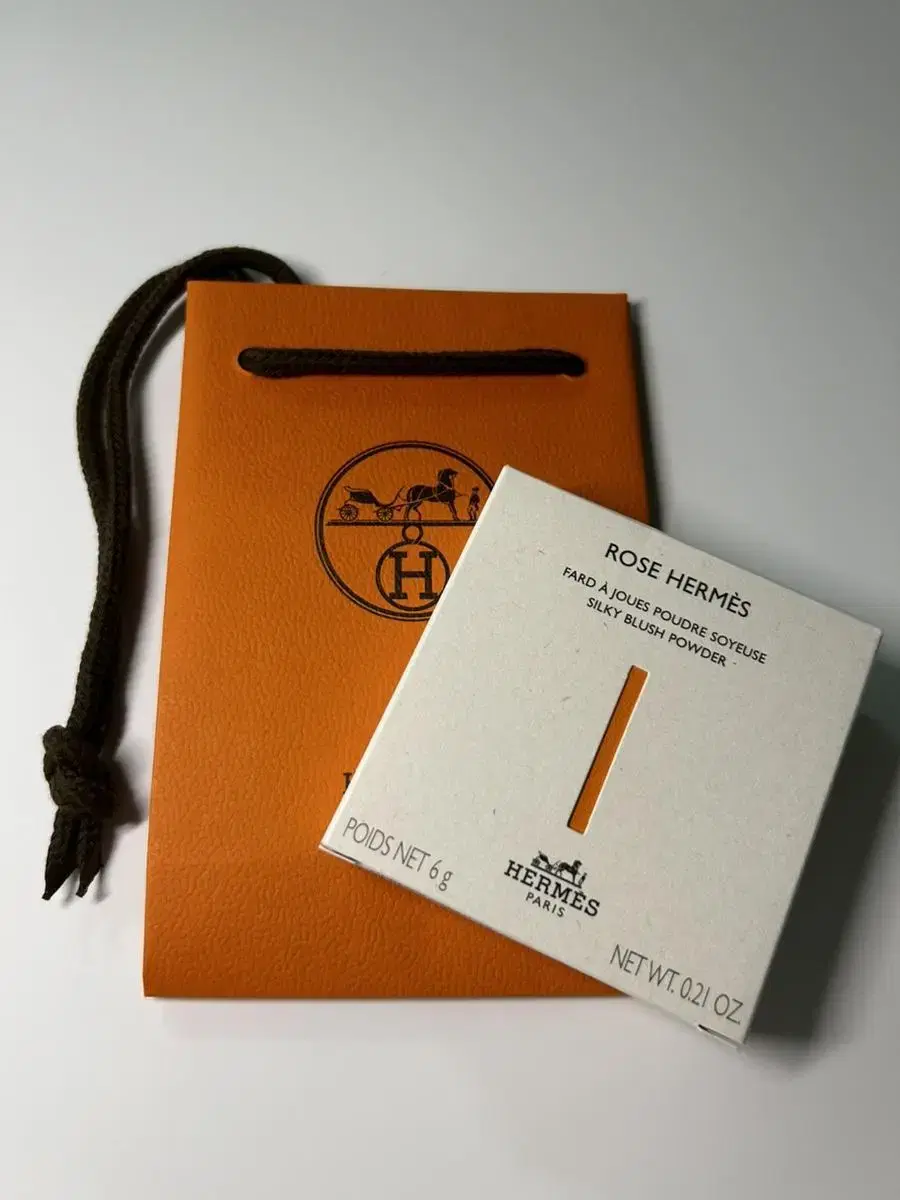 H
ROSE HERMÈS
FARD À JOUES POUDRE SOYEUSE
SILKY BLUSH POWDER
POIDS NET 6 g
HERMÈS
PARIS
NET WT. 0.21 OZ.